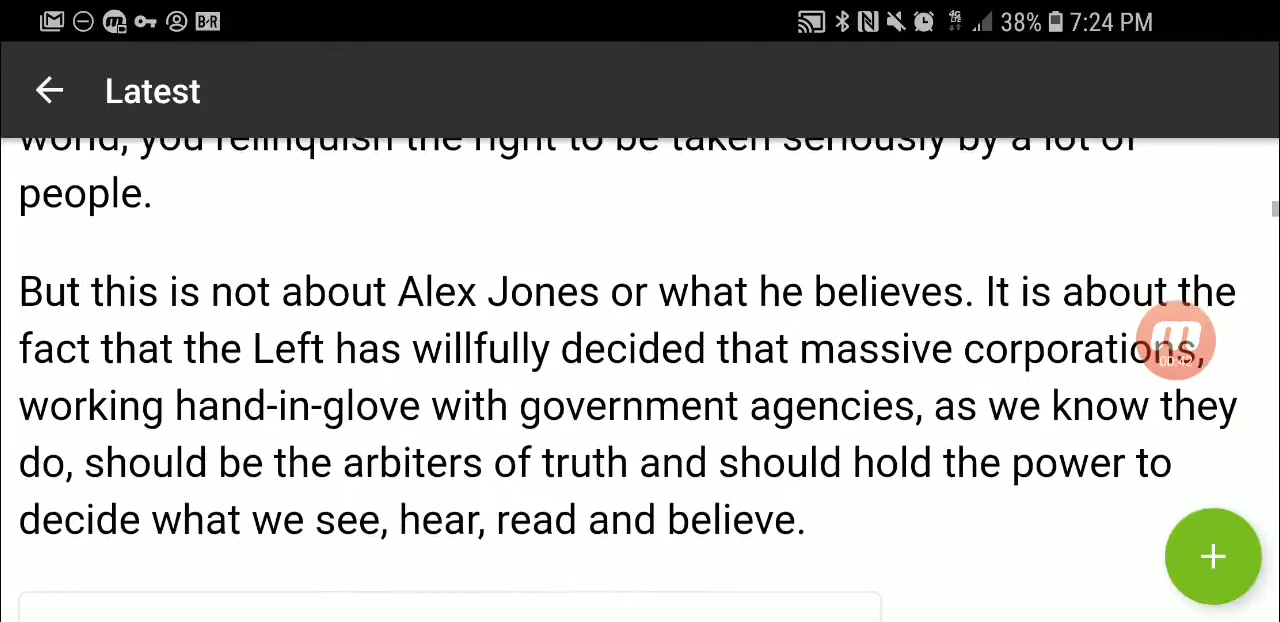 B R 38% 7:24 PM
Latest
world, you relinquish the right to be taken seriously by a lot of
people.
But this is not about Alex Jones or what he believes. It is about the
fact that the Left has willfully decided that massive corporations,
00:42
working hand-in-glove with government agencies, as we know they
do, should be the arbiters of truth and should hold the power to
decide what we see, hear, read and believe.